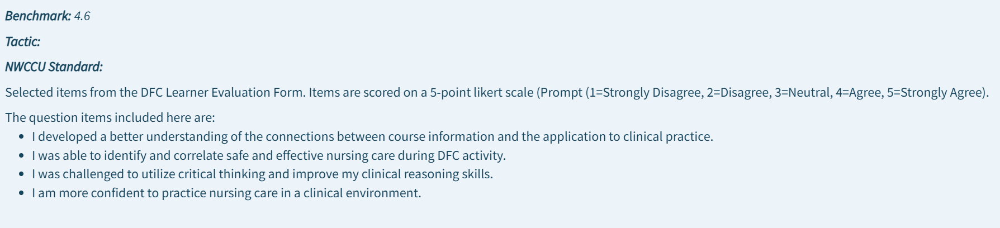 Benchmark: 4.6
Tactic:
NWCCU Standard:
Selected items from the DFC Learner Evaluation Form. Items are scored on a 5-point likert scale (Prompt (1=Strongly Disagree, 2=Disagree, 3=Neutral, 4=Agree, 5=Strongly Agree).
The question items included here are:
• I developed a better understanding of the connections between course information and the application to clinical practice.
• I was able to identify and correlate safe and effective nursing care during DFC activity.
• I was challenged to utilize critical thinking and improve my clinical reasoning skills.
• I am more confident to practice nursing care in a clinical environment.